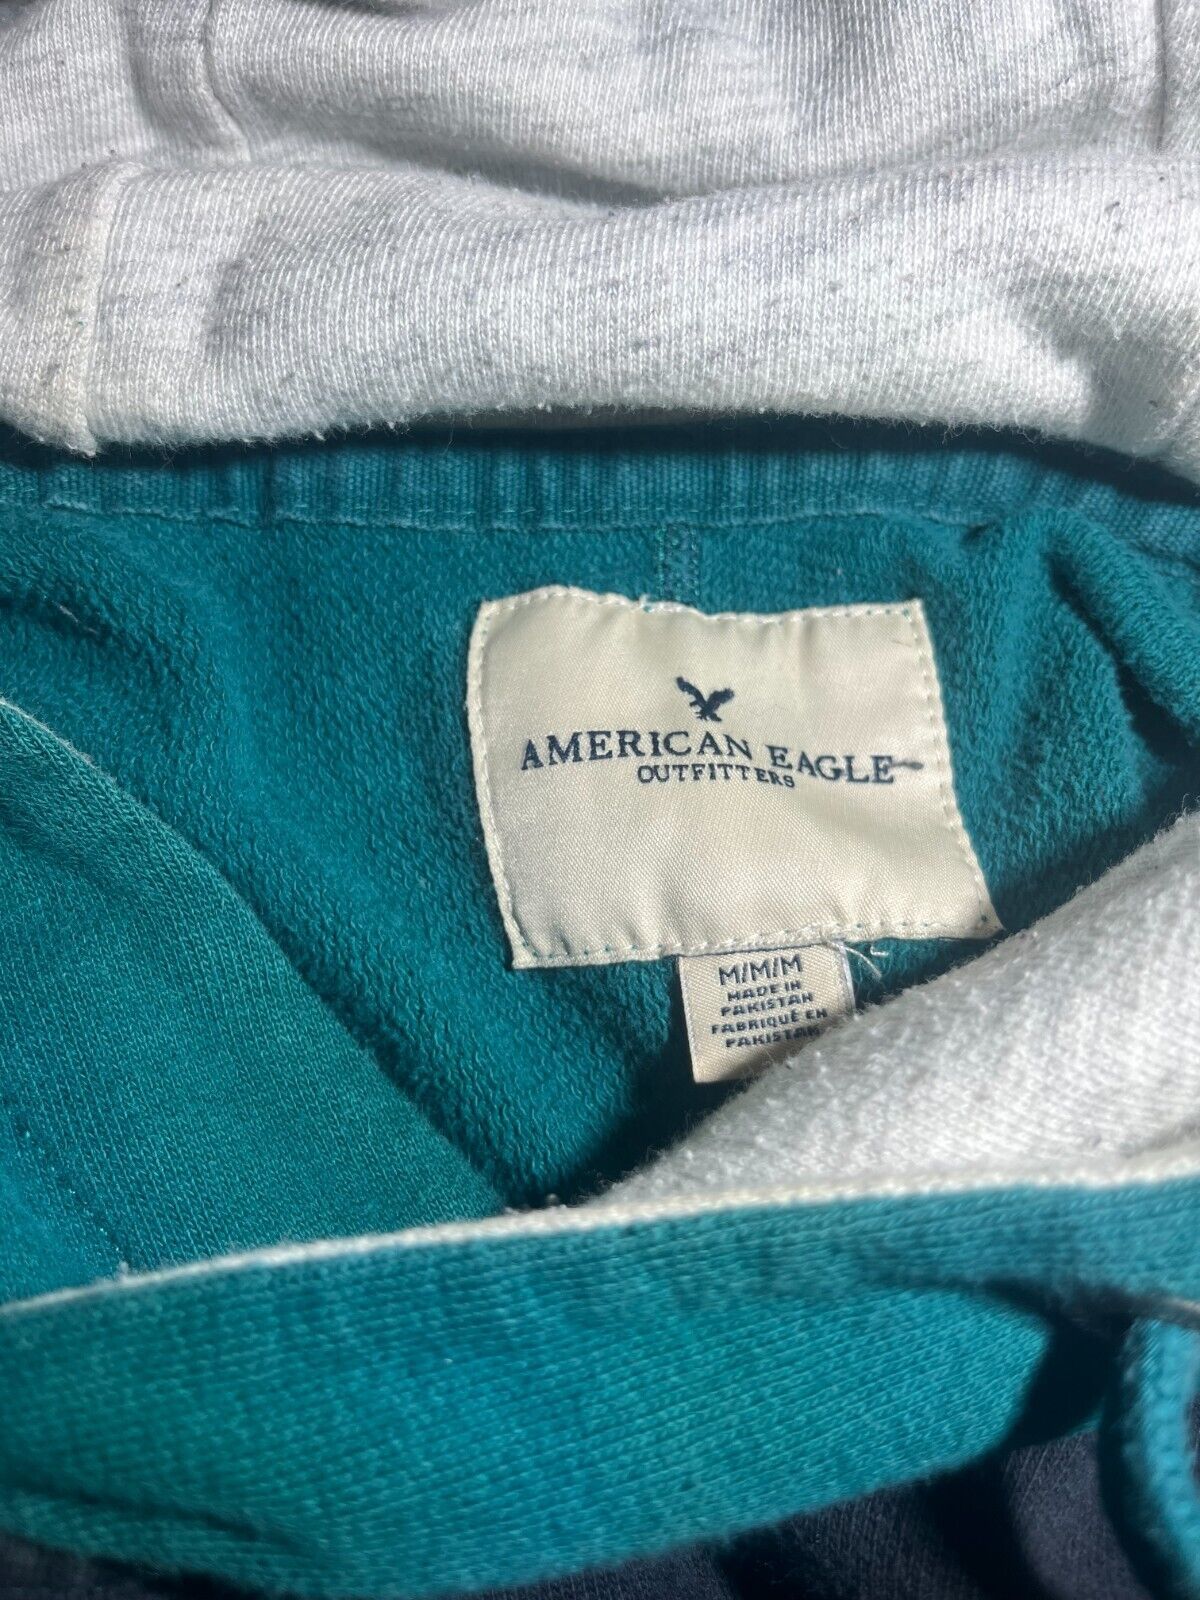 AMERICAN EAGLE
OUTFITTERS
M/M/M
MADE IN
PAKISTAN
FABRIQUÉ EN
PAKISTAN